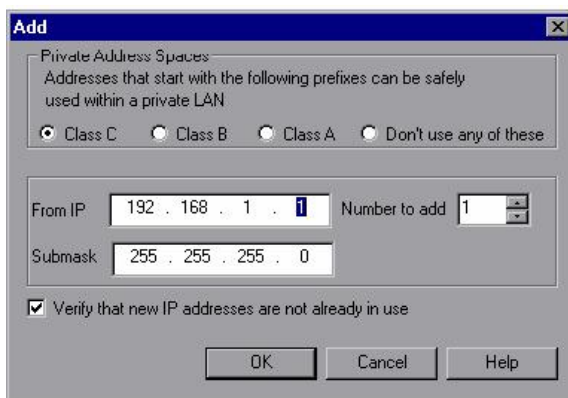 Add
Private Address Spaces
Addresses that start with the following prefixes can be safely
used within a private LAN
Class C Class B Class A Don't use any of these
From IP 192 . 168 . 1 . 1 Number to add 1
Submask 255 . 255 . 255 . 0
Verify that new IP addresses are not already in use
OK Cancel Help